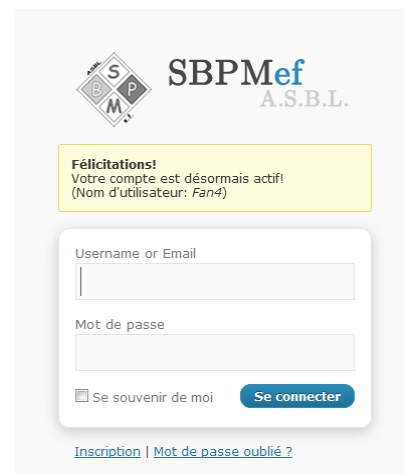 A.S.B.L.
S
B P
M
e.f.
SBPMef
A.S.B.L.
Félicitations!
Votre compte est désormais actif!
(Nom d'utilisateur: Fan4)
Username or Email
Mot de passe
Se souvenir de moi
Se connecter
Inscription | Mot de passe oublié ?